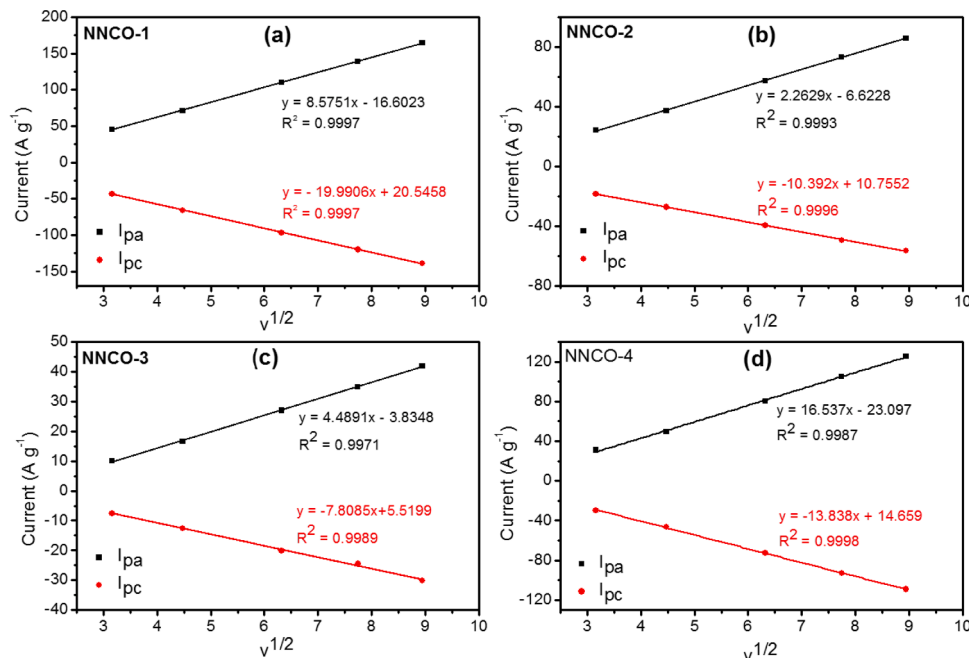 NNCO-1
(a)
200
150
100
50
0
-50
-100
-150
Current (A g⁻¹)
y = 8.5751x - 16.6023
R² = 0.9997
y = - 19.9906x + 20.5458
R² = 0.9997
Ipa
Ipc
3 4 5 6 7 8 9 10
v1/2
NNCO-2
(b)
80
40
0
-40
-80
Current (A g⁻¹)
y = 2.2629x - 6.6228
R² = 0.9993
y = -10.392x + 10.7552
R² = 0.9996
Ipa
Ipc
3 4 5 6 7 8 9 10
v1/2
NNCO-3
(c)
50
40
30
20
10
0
-10
-20
-30
-40
Current (A g⁻¹)
y = 4.4891x - 3.8348
R² = 0.9971
y = -7.8085x+5.5199
R² = 0.9989
Ipa
Ipc
3 4 5 6 7 8 9 10
v1/2
NNCO-4
(d)
120
80
40
0
-40
-80
-120
Current (A g⁻¹)
y = 16.537x - 23.097
R² = 0.9987
y = -13.838x + 14.659
R² = 0.9998
Ipa
Ipc
3 4 5 6 7 8 9 10
v1/2